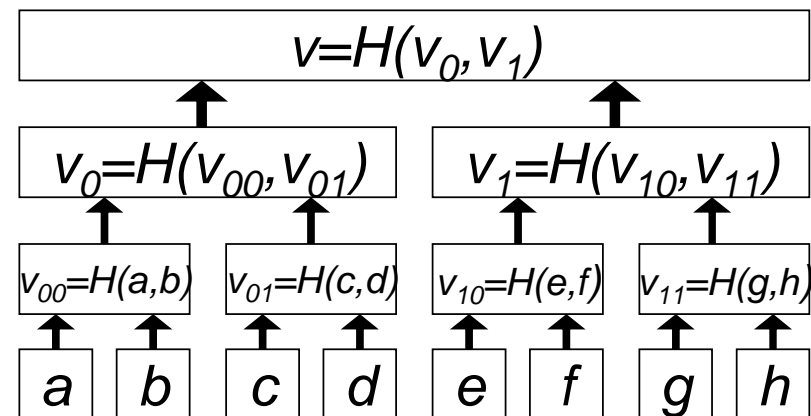 v=H(v₀,v₁)
v₀=H(v₀₀,v₀₁) v₁=H(v₁₀,v₁₁)
v₀₀=H(a,b) v₀₁=H(c,d) v₁₀=H(e,f) v₁₁=H(g,h)
a b c d e f g h